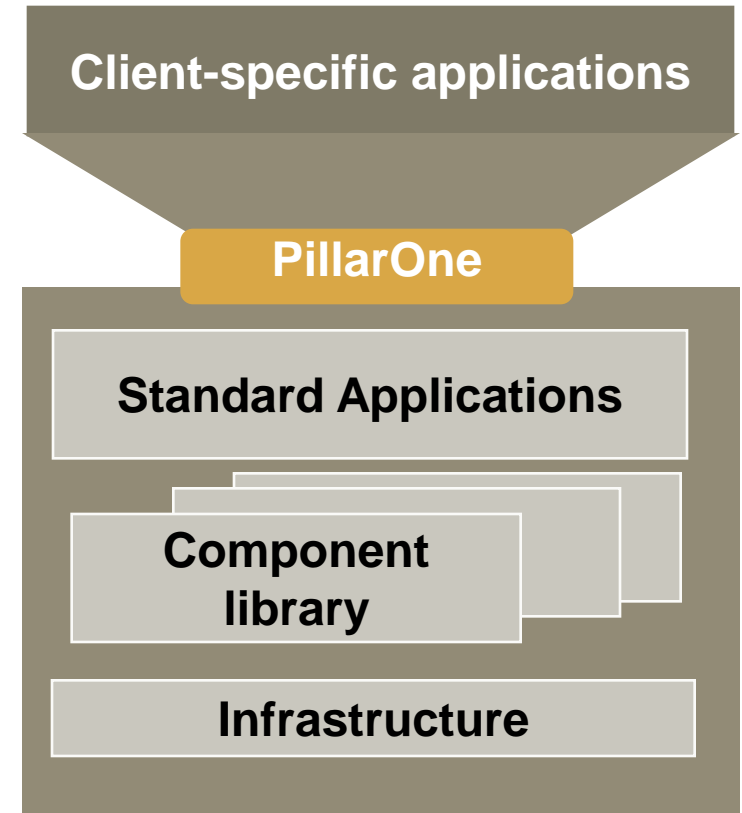 Client-specific applications
PillarOne
Standard Applications
Component
library
Infrastructure